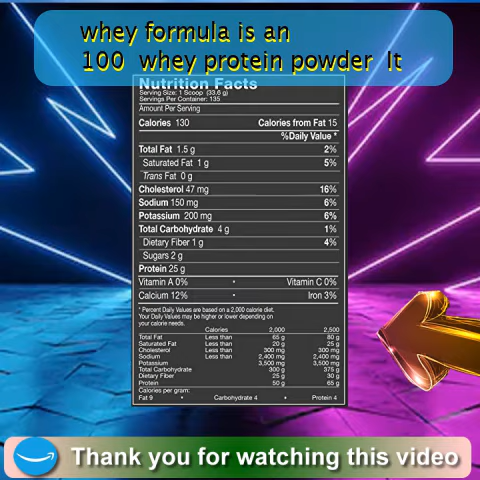 whey formula is an
100 whey protein powder It
Nutrition Facts
Serving Size: 1 Scoop (33.6 g)
Servings Per Container: 135
Amount Per Serving
Calories 130 Calories from Fat 15
%Daily Value *
Total Fat 1.5 g 2%
Saturated Fat 1 g 5%
Trans Fat 0 g
Cholesterol 47 mg 16%
Sodium 150 mg 6%
Potassium 200 mg 6%
Total Carbohydrate 4 g 1%
Dietary Fiber 1 g 4%
Sugars 2 g
Protein 25 g
Vitamin A 0% • Vitamin C 0%
Calcium 12% • Iron 3%
* Percent Daily Values are based on a 2,000 calorie diet.
Your Daily Values may be higher or lower depending on
your calorie needs.
Calories 2,000 2,500
Total Fat Less than 65 g 80 g
Saturated Fat Less than 20 g 25 g
Cholesterol Less than 300 mg 300 mg
Sodium Less than 2,400 mg 2,400 mg
Potassium 3,500 mg 3,500 mg
Total Carbohydrate 300 g 375 g
Dietary Fiber 25 g 30 g
Protein 50 g 65 g
Calories per gram:
Fat 9 • Carbohydrate 4 • Protein 4
Thank you for watching this video